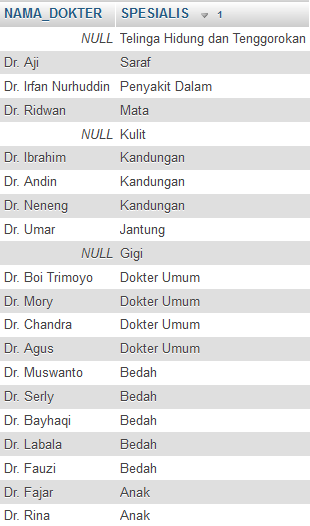 NAMA_DOKTER SPESIALIS 1
NULL Telinga Hidung dan Tenggorokan
Dr. Aji Saraf
Dr. Irfan Nurhuddin Penyakit Dalam
Dr. Ridwan Mata
NULL Kulit
Dr. Ibrahim Kandungan
Dr. Andin Kandungan
Dr. Neneng Kandungan
Dr. Umar Jantung
NULL Gigi
Dr. Boi Trimoyo Dokter Umum
Dr. Mory Dokter Umum
Dr. Chandra Dokter Umum
Dr. Agus Dokter Umum
Dr. Muswanto Bedah
Dr. Serly Bedah
Dr. Bayhaqi Bedah
Dr. Labala Bedah
Dr. Fauzi Bedah
Dr. Fajar Anak
Dr. Rina Anak